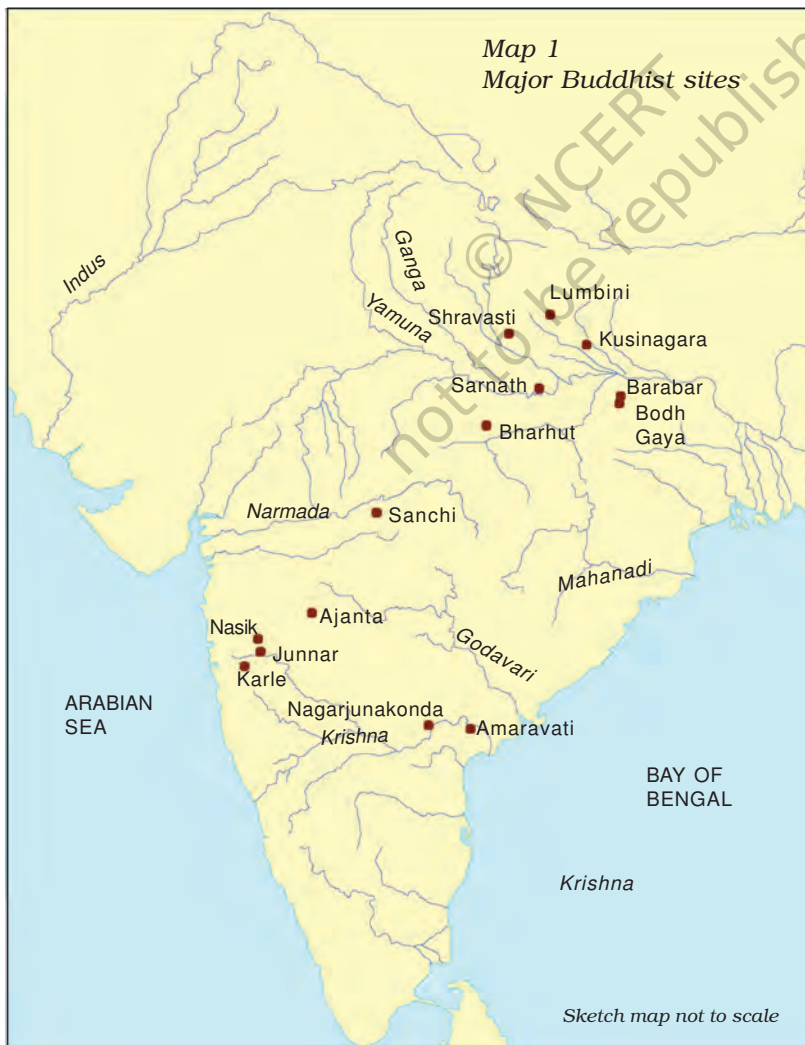 Map 1
Major Buddhist sites
© NCERT
not to be republish
Indus
Ganga
Yamuna
Lumbini
Shravasti
Kusinagara
Sarnath
Barabar
Bodh
Gaya
Bharhut
Narmada
Sanchi
Mahanadi
Ajanta
Nasik
Junnar
Karle
Godavari
ARABIAN
SEA
Nagarjunakonda
Krishna
Amaravati
BAY OF
BENGAL
Krishna
Sketch map not to scale